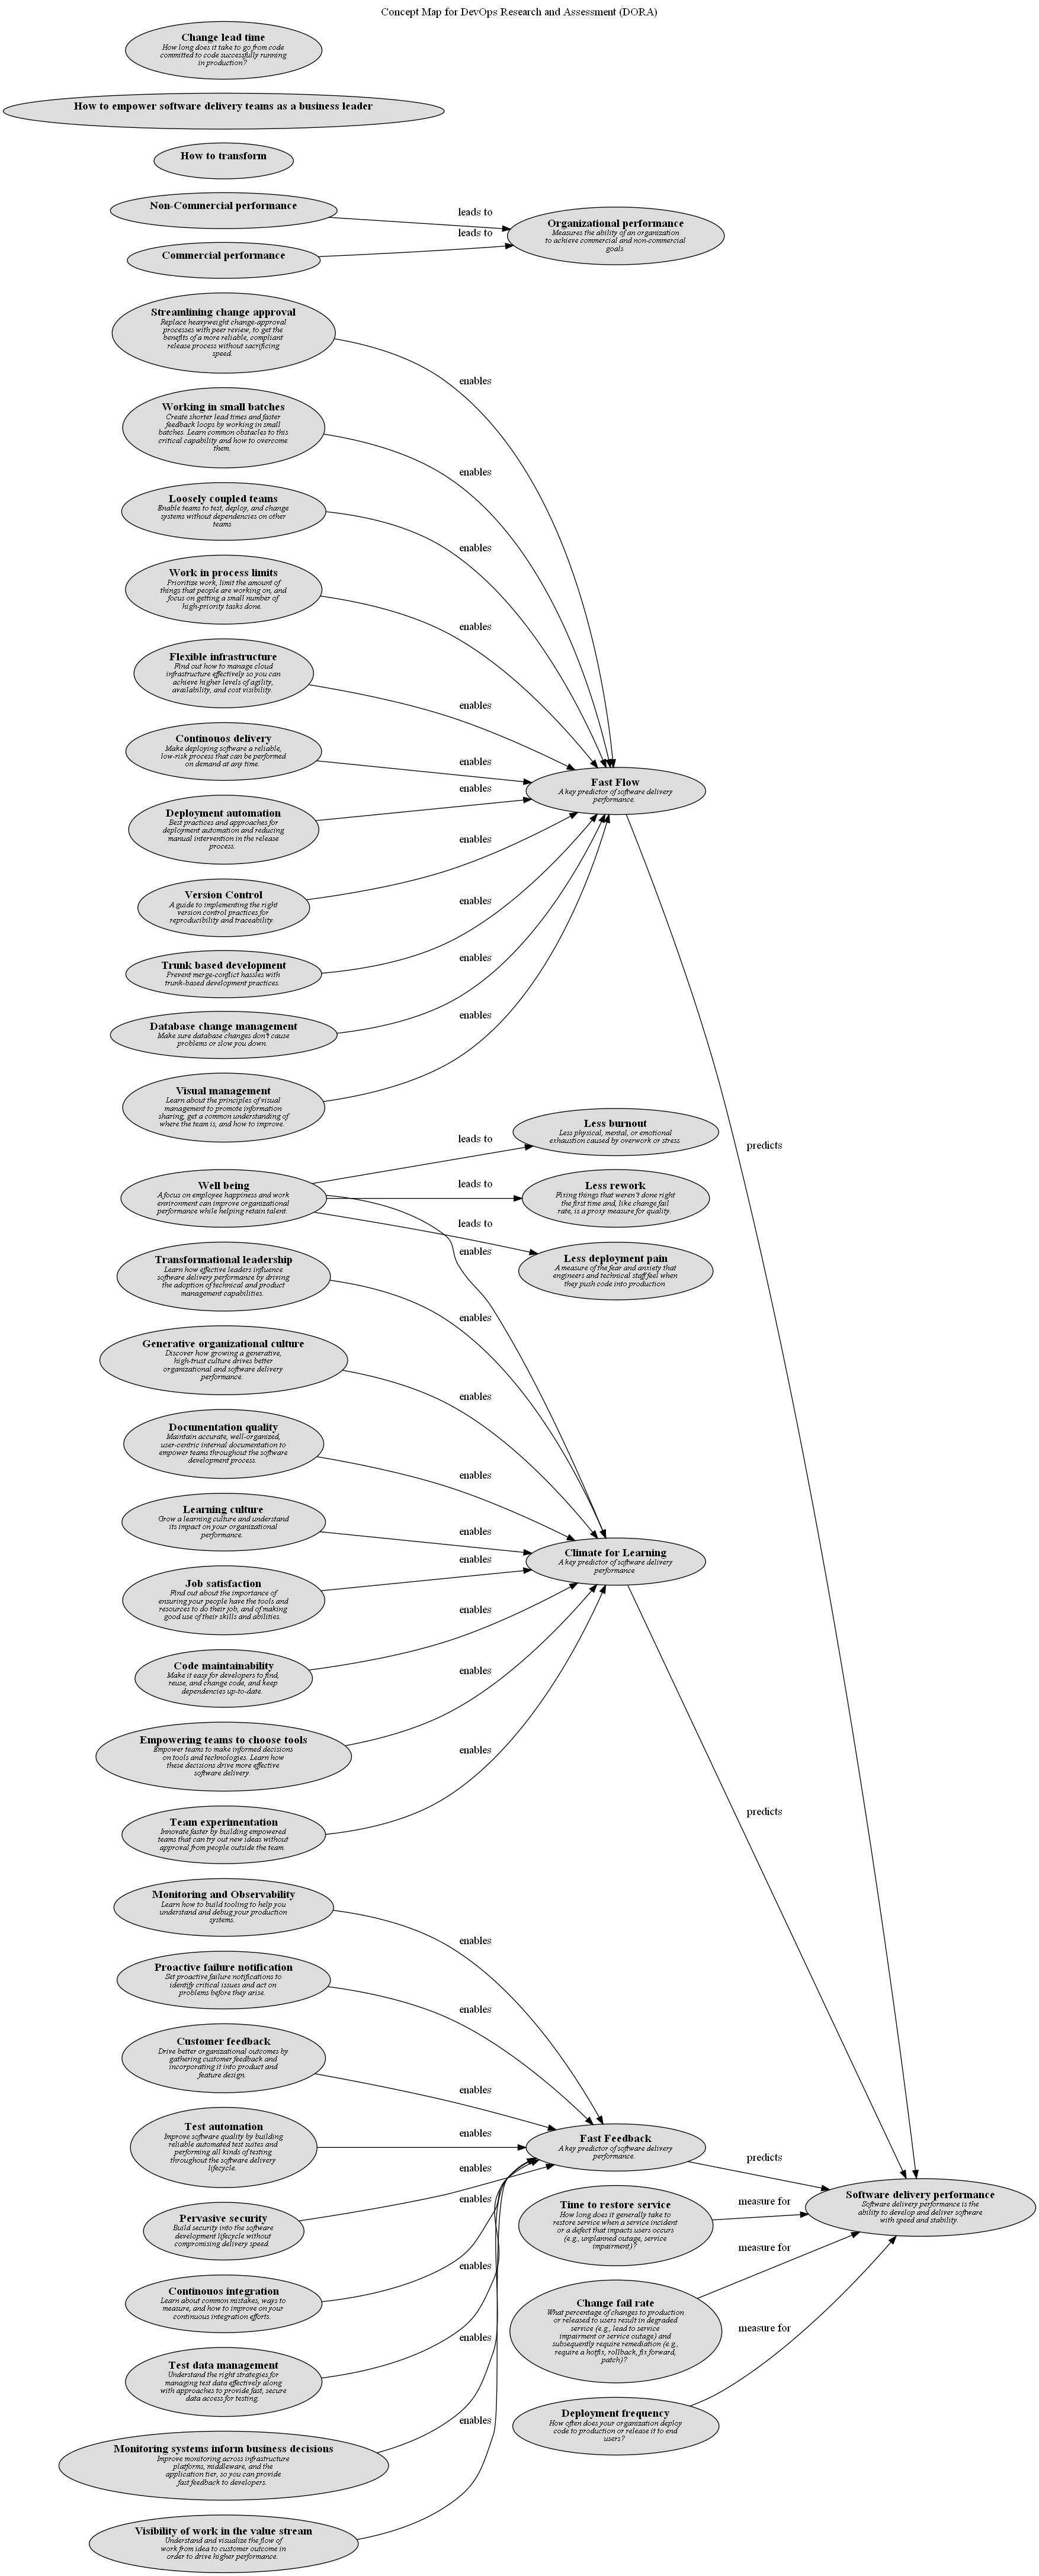 Concept Map for DevOps Research and Assessment (DORA)
Change lead time
How long does it take to go from code
committed to code successfully running
in production?
How to empower software delivery teams as a business leader
How to transform
Non-Commercial performance
leads to
Organizational performance
Measures the ability of an organization
to achieve commercial and non-commercial
goals
leads to
Commercial performance
Streamlining change approval
Replace heavyweight change-approval
processes with peer review, to get the
benefits of a more reliable, compliant
release process without sacrificing
speed.
enables
Working in small batches
Create shorter lead times and faster
feedback loops by working in small
batches. Learn common obstacles to this
critical capability and how to overcome
them.
enables
Loosely coupled teams
Enable teams to test, deploy, and change
systems without dependencies on other
teams
enables
Work in process limits
Prioritize work, limit the amount of
things that people are working on, and
focus on getting a small number of
high-priority tasks done.
enables
Flexible infrastructure
Find out how to manage cloud
infrastructure effectively so you can
achieve higher levels of agility,
availability, and cost visibility.
enables
Continouos delivery
Make deploying software a reliable,
low-risk process that can be performed
on demand at any time.
enables
Fast Flow
A key predictor of software delivery
performance.
enables
Deployment automation
Best practices and approaches for
deployment automation and reducing
manual intervention in the release
process.
enables
Version Control
A guide to implementing the right
version control practices for
reproducibility and traceability.
enables
Trunk based development
Prevent merge-conflict hassles with
trunk-based development practices.
enables
Database change management
Make sure database changes don't cause
problems or slow you down.
enables
Visual management
Learn about the principles of visual
management to promote information
sharing, get a common understanding of
where the team is, and how to improve.
Less burnout
Less physical, mental, or emotional
exhaustion caused by overwork or stress
leads to
predicts
Well being
A focus on employee happiness and work
environment can improve organizational
performance while helping retain talent.
leads to
Less rework
Fixing things that weren't done right
the first time and, like change fail
rate, is a proxy measure for quality.
leads to
enables
Less deployment pain
A measure of the fear and anxiety that
engineers and technical staff feel when
they push code into production
Transformational leadership
Learn how effective leaders influence
software delivery performance by driving
the adoption of technical and product
management capabilities.
enables
Generative organizational culture
Discover how growing a generative,
high-trust culture drives better
organizational and software delivery
performance.
enables
Documentation quality
Maintain accurate, well-organized,
user-centric internal documentation to
empower teams throughout the software
development process.
enables
Learning culture
Grow a learning culture and understand
its impact on your organizational
performance.
enables
Climate for Learning
A key predictor of software delivery
performance
enables
Job satisfaction
Find out about the importance of
ensuring your people have the tools and
resources to do their job, and of making
good use of their skills and abilities.
enables
Code maintainability
Make it easy for developers to find,
reuse, and change code, and keep
dependencies up-to-date.
enables
Empowering teams to choose tools
Empower teams to make informed decisions
on tools and technologies. Learn how
these decisions drive more effective
software delivery.
enables
predicts
Team experimentation
Innovate faster by building empowered
teams that can try out new ideas without
approval from people outside the team.
Monitoring and Observability
Learn how to build tooling to help you
understand and debug your production
systems.
enables
Proactive failure notification
Set proactive failure notifications to
identify critical issues and act on
problems before they arise.
enables
Customer feedback
Drive better organizational outcomes by
gathering customer feedback and
incorporating it into product and
feature design.
enables
Test automation
Improve software quality by building
reliable automated test suites and
performing all kinds of testing
throughout the software delivery
lifecycle.
enables
Fast Feedback
A key predictor of software delivery
performance.
predicts
enables
Software delivery performance
Software delivery performance is the
ability to develop and deliver software
with speed and stability.
Pervasive security
Build security into the software
development lifecycle without
compromising delivery speed.
enables
Time to restore service
How long does it generally take to
restore service when a service incident
or a defect that impacts users occurs
(e.g., unplanned outage, service
impairment)?
measure for
measure for
enables
Continouos integration
Learn about common mistakes, ways to
measure, and how to improve on your
continuous integration efforts.
Change fail rate
What percentage of changes to production
or released to users result in degraded
service (e.g., lead to service
impairment or service outage) and
subsequently require remediation (e.g.,
require a hotfix, rollback, fix forward,
patch)?
measure for
enables
Test data management
Understand the right strategies for
managing test data effectively along
with approaches to provide fast, secure
data access for testing.
Deployment frequency
How often does your organization deploy
code to production or release it to end
users?
enables
Monitoring systems inform business decisions
Improve monitoring across infrastructure
platforms, middleware, and the
application tier, so you can provide
fast feedback to developers.
Visibility of work in the value stream
Understand and visualize the flow of
work from idea to customer outcome in
order to drive higher performance.